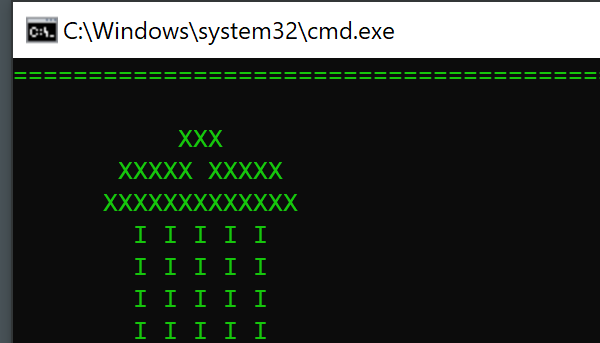 C:\Windows\system32\cmd.exe
=======================================
XXX
XXXXX XXXXX
XXXXXXXXXXXXX
I I I I I
I I I I I
I I I I I
I I I I I